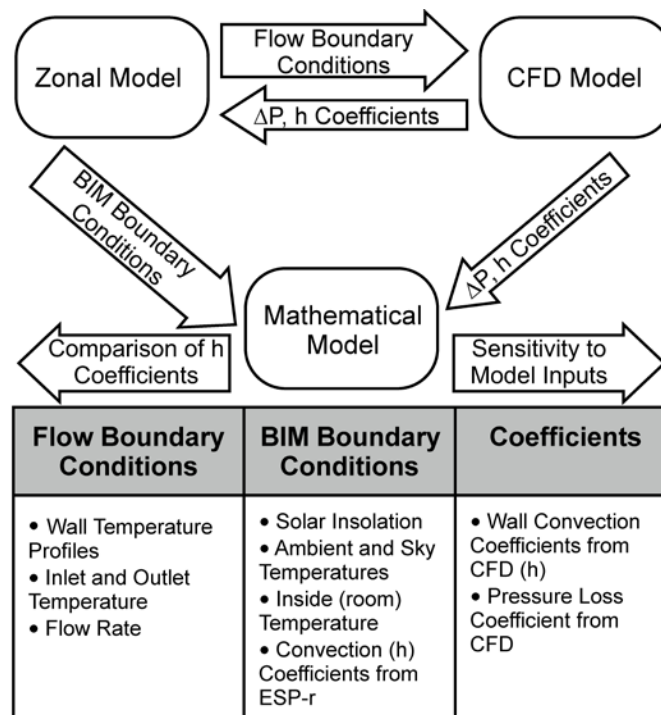 Zonal Model
Flow Boundary
Conditions
CFD Model
ΔP, h Coefficients
BIM Boundary
Conditions
ΔP, h Coefficients
Mathematical
Model
Comparison of h
Coefficients
Sensitivity to
Model Inputs
Flow Boundary
Conditions
• Wall Temperature
Profiles
• Inlet and Outlet
Temperature
• Flow Rate
BIM Boundary
Conditions
• Solar Insolation
• Ambient and Sky
Temperatures
• Inside (room)
Temperature
• Convection (h)
Coefficients from
ESP-r
Coefficients
• Wall Convection
Coefficients from
CFD (h)
• Pressure Loss
Coefficient from
CFD